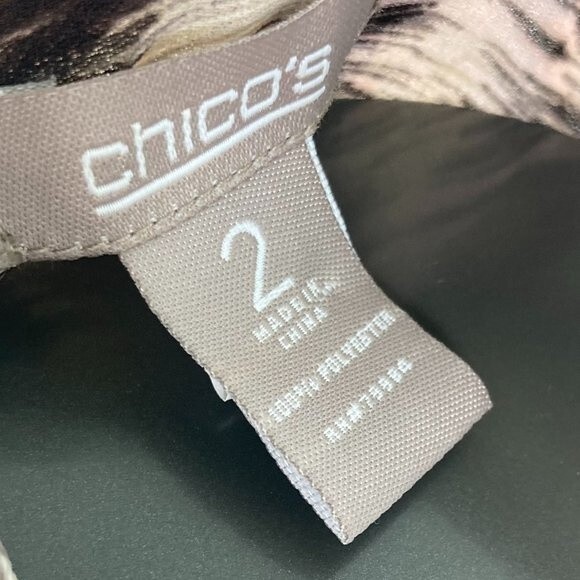 chico's
2
MADE IN
CHINA
100% POLYESTER